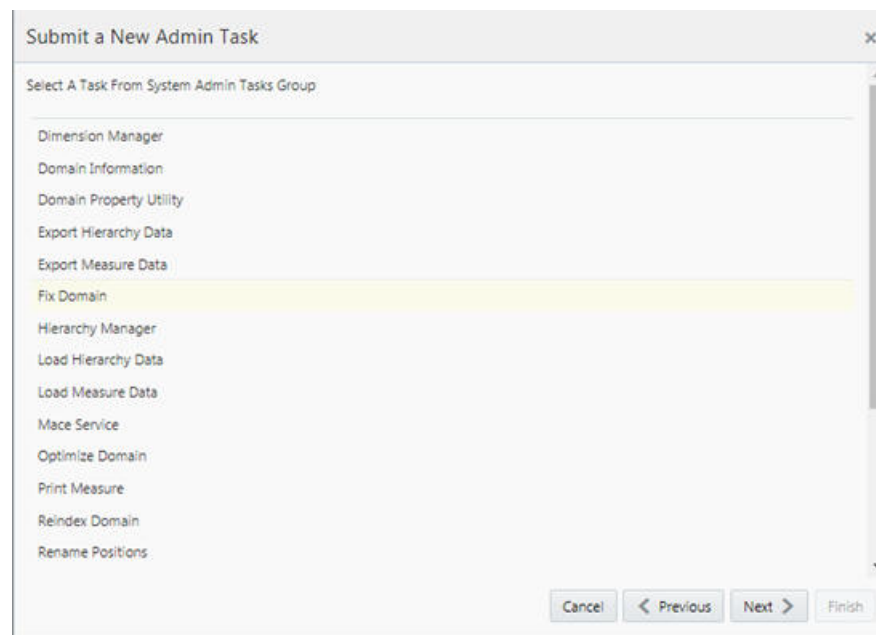 Submit a New Admin Task
Select A Task From System Admin Tasks Group
Dimension Manager
Domain Information
Domain Property Utility
Export Hierarchy Data
Export Measure Data
Fix Domain
Hierarchy Manager
Load Hierarchy Data
Load Measure Data
Mace Service
Optimize Domain
Print Measure
Reindex Domain
Rename Positions
Cancel Previous Next Finish